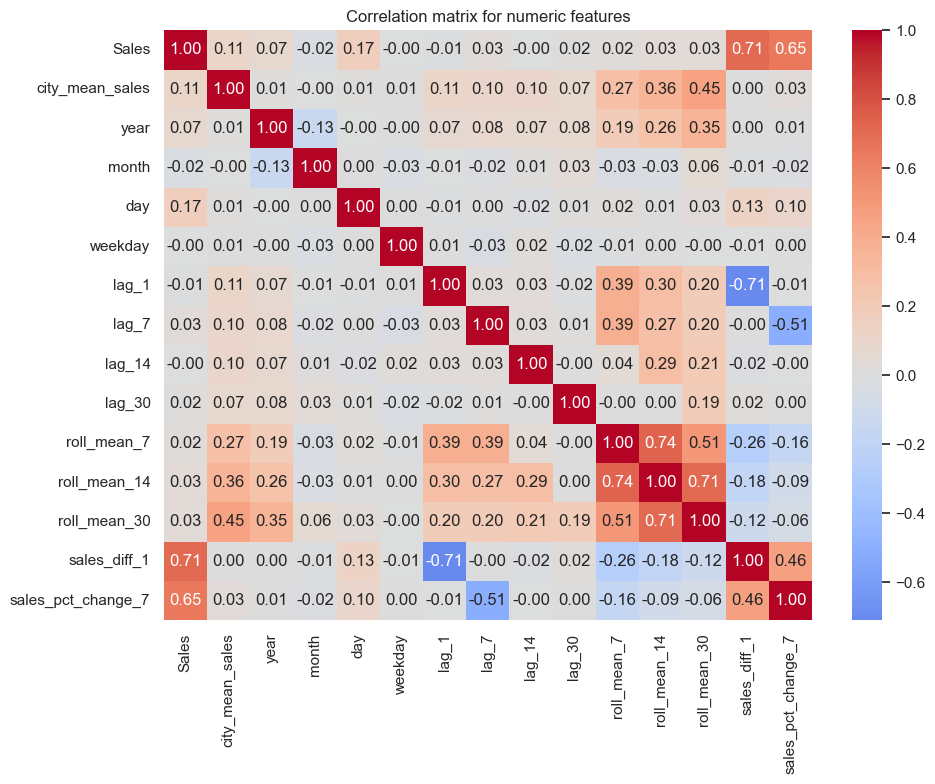 Correlation matrix for numeric features
Sales 1.00 0.11 0.07 -0.02 0.17 -0.00 -0.01 0.03 -0.00 0.02 0.02 0.03 0.03 0.71 0.65
city_mean_sales 0.11 1.00 0.01 -0.00 0.01 0.01 0.11 0.10 0.10 0.07 0.27 0.36 0.45 0.00 0.03
year 0.07 0.01 1.00 -0.13 -0.00 -0.00 0.07 0.08 0.07 0.08 0.19 0.26 0.35 0.00 0.01
month -0.02 -0.00 -0.13 1.00 0.00 -0.03 -0.01 -0.02 0.01 0.03 -0.03 -0.03 0.06 -0.01 -0.02
day 0.17 0.01 -0.00 0.00 1.00 0.00 -0.01 0.00 -0.02 0.01 0.02 0.01 0.03 0.13 0.10
weekday -0.00 0.01 -0.00 -0.03 0.00 1.00 0.01 -0.03 0.02 -0.02 -0.01 0.00 -0.00 -0.01 0.00
lag_1 -0.01 0.11 0.07 -0.01 -0.01 0.01 1.00 0.03 0.03 -0.02 0.39 0.30 0.20 -0.71 -0.01
lag_7 0.03 0.10 0.08 -0.02 0.00 -0.03 0.03 1.00 0.03 0.01 0.39 0.27 0.20 -0.00 -0.51
lag_14 -0.00 0.10 0.07 0.01 -0.02 0.02 0.03 0.03 1.00 -0.00 0.04 0.29 0.21 -0.02 -0.00
lag_30 0.02 0.07 0.08 0.03 0.01 -0.02 -0.02 0.01 -0.00 1.00 -0.00 0.00 0.19 0.02 0.00
roll_mean_7 0.02 0.27 0.19 -0.03 0.02 -0.01 0.39 0.39 0.04 -0.00 1.00 0.74 0.51 -0.26 -0.16
roll_mean_14 0.03 0.36 0.26 -0.03 0.01 0.00 0.30 0.27 0.29 0.00 0.74 1.00 0.71 -0.18 -0.09
roll_mean_30 0.03 0.45 0.35 0.06 0.03 -0.00 0.20 0.20 0.21 0.19 0.51 0.71 1.00 -0.12 -0.06
sales_diff_1 0.71 0.00 0.00 -0.01 0.13 -0.01 -0.71 -0.00 -0.02 0.02 -0.26 -0.18 -0.12 1.00 0.46
sales_pct_change_7 0.65 0.03 0.01 -0.02 0.10 0.00 -0.01 -0.51 -0.00 0.00 -0.16 -0.09 -0.06 0.46 1.00
Sales
city_mean_sales
year
month
day
weekday
lag_1
lag_7
lag_14
lag_30
roll_mean_7
roll_mean_14
roll_mean_30
sales_diff_1
sales_pct_change_7
1.0
0.8
0.6
0.4
0.2
0.0
-0.2
-0.4
-0.6